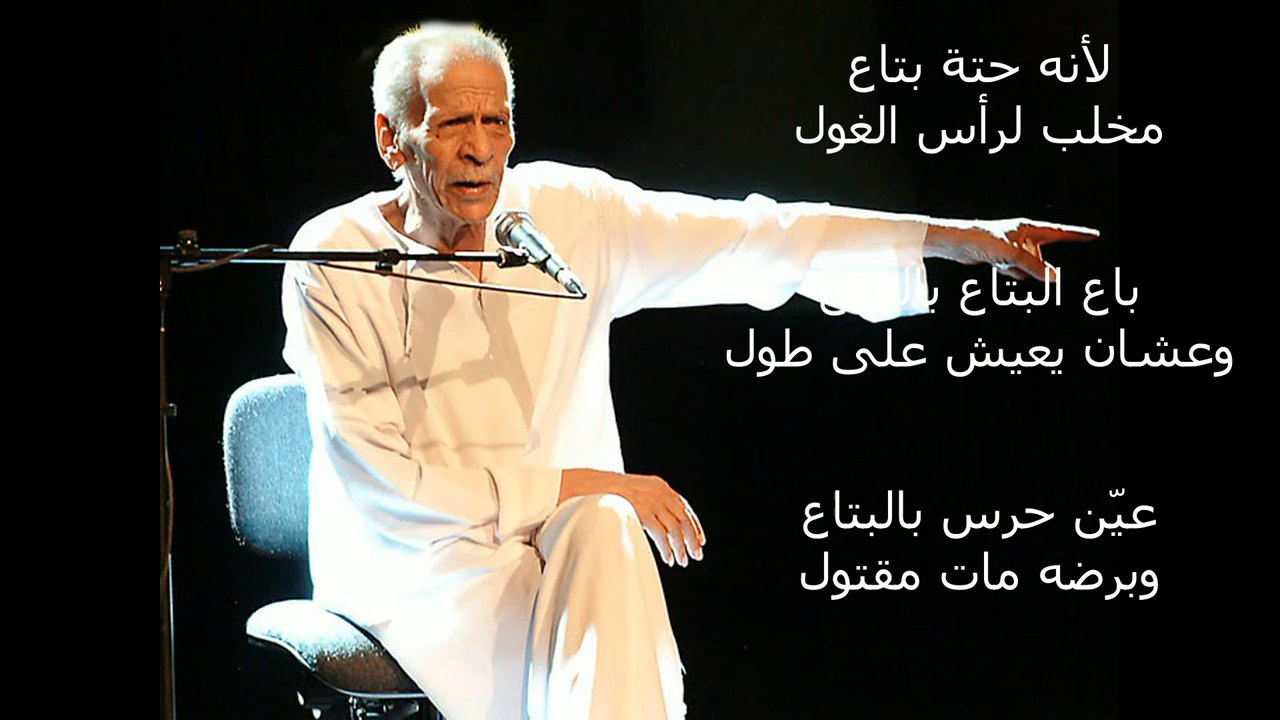 لأنه حتة بتاع
مخلب لرأس الغول
باع البتاع
وعشان يعيش على طول
عيّن حرس بالبتاع
وبرضه مات مقتول